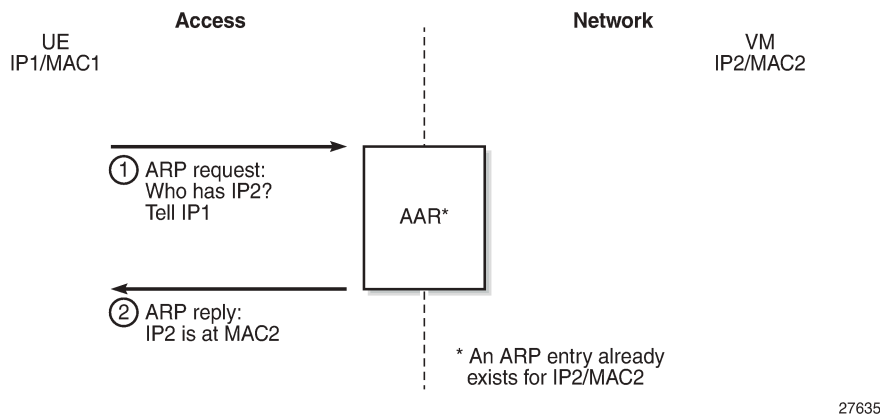 Access
Network
UE
IP1/MAC1
VM
IP2/MAC2
1 ARP request:
Who has IP2?
Tell IP1
AAR*
2 ARP reply:
IP2 is at MAC2
* An ARP entry already
exists for IP2/MAC2
27635